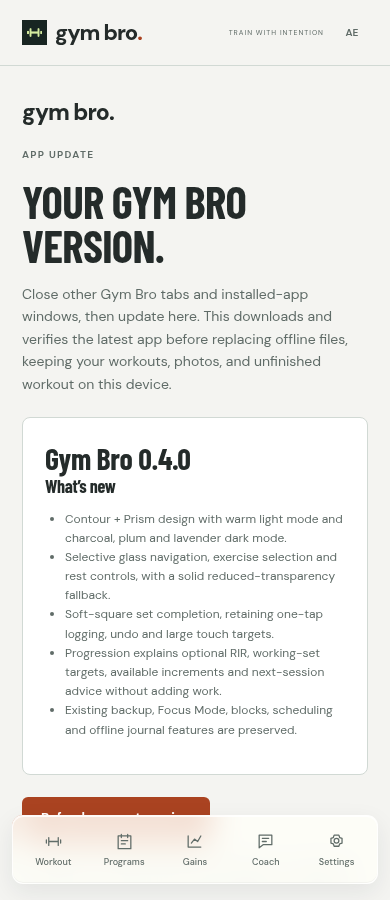 gym bro.
TRAIN WITH INTENTION
AE
gym bro.
APP UPDATE
YOUR GYM BRO
VERSION.
Close other Gym Bro tabs and installed-app
windows, then update here. This downloads and
verifies the latest app before replacing offline files,
keeping your workouts, photos, and unfinished
workout on this device.
Gym Bro 0.4.0
What's new
• Contour + Prism design with warm light mode and
charcoal, plum and lavender dark mode.
• Selective glass navigation, exercise selection and
rest controls, with a solid reduced-transparency
fallback.
• Soft-square set completion, retaining one-tap
logging, undo and large touch targets.
• Progression explains optional RIR, working-set
targets, available increments and next-session
advice without adding work.
• Existing backup, Focus Mode, blocks, scheduling
and offline journal features are preserved.
Workout
Programs
Gains
Coach
Settings